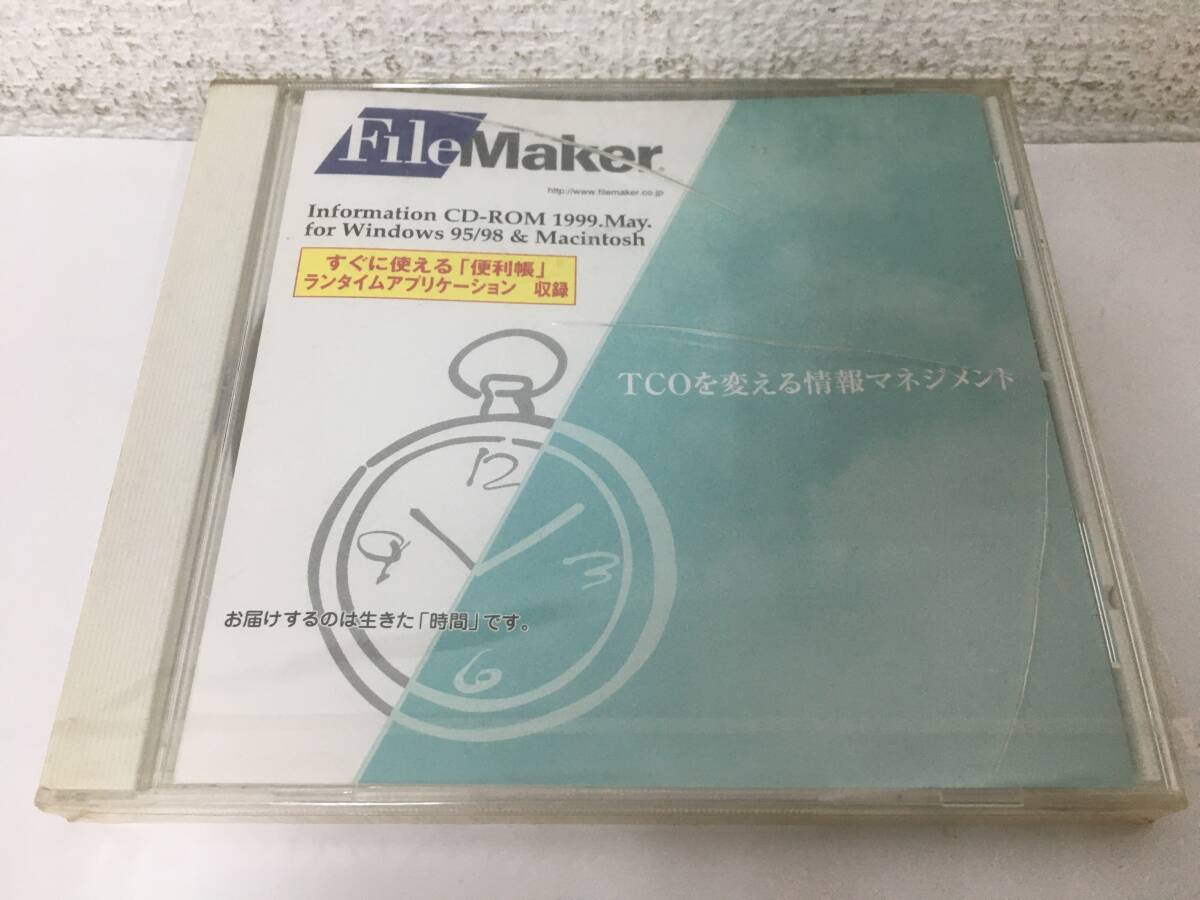 FileMaker
http://www.filemaker.co.jp
Information CD-ROM 1999.May.
for Windows 95/98 & Macintosh
すぐに使える「便利帳」
ランタイムアプリケーション 収録
TCOを変える情報マネジメント
12
9
3
お届けするのは生きた「時間」です。
6